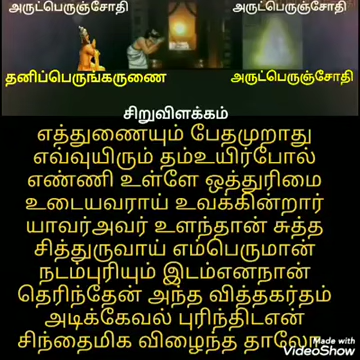 அருட்பெருஞ்சோதி அருட்பெருஞ்சோதி
தனிப்பெருங்கருணை அருட்பெருஞ்சோதி
சிறுவிளக்கம்
எத்துணையும் பேதமுறாது
எவ்வுயிரும் தம்உயிர்போல்
எண்ணி உள்ளே ஒத்துரிமை
உடையவராய் உவக்கின்றார்
யாவர்அவர் உளந்தான் சுத்த
சித்துருவாய் எம்பெருமான்
நடம்புரியும் இடம்எனநான்
தெரிந்தேன் அந்த வித்தகர்தம்
அடிக்கேவல் புரிந்திடஎன்
சிந்தைமிக விழைந்த தாலோ
Made with
VideoShow